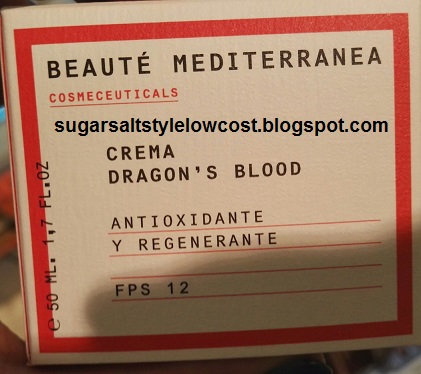 BEAUTÉ MEDITERRANEA
COSMECEUTICALS
sugarsaltstylelowcost.blogspot.com
CREMA
DRAGON'S BLOOD
ANTIOXIDANTE
Y REGENERANTE
FPS 12
℮ 50 ML. 1,7 FL.OZ